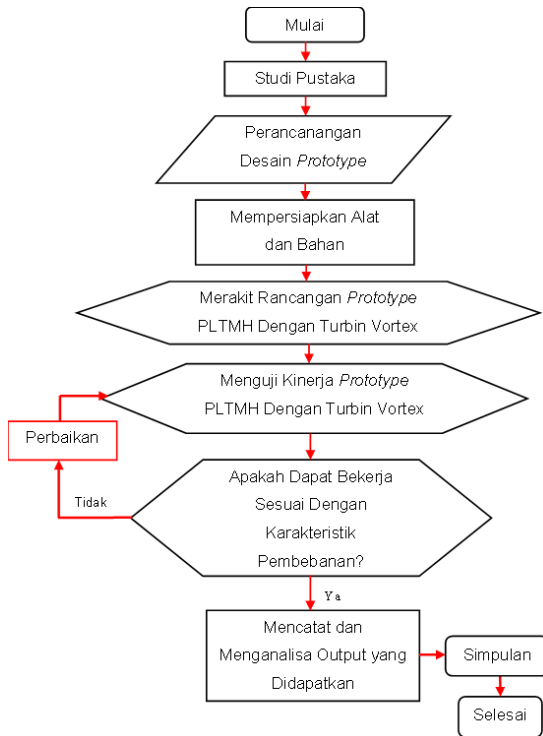 Mulai
Studi Pustaka
Perancanangan
Desain Prototype
Mempersiapkan Alat
dan Bahan
Merakit Rancangan Prototype
PLTMH Dengan Turbin Vortex
Menguji Kinerja Prototype
PLTMH Dengan Turbin Vortex
Perbaikan
Tidak
Apakah Dapat Bekerja
Sesuai Dengan
Karakteristik
Pembebanan?
Ya
Mencatat dan
Menganalisa Output yang
Didapatkan
Simpulan
Selesai